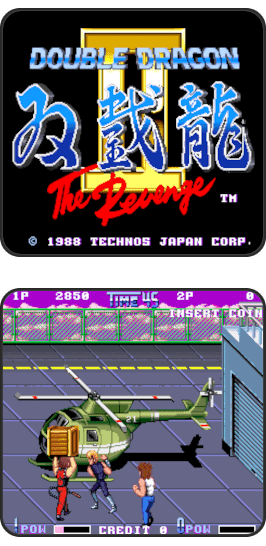 DOUBLE DRAGON
II
双截龍
The Revenge
TM
© 1988 TECHNOS JAPAN CORP.
1P 2850 TIME 45 2P 0
INSERT COIN
POW CREDIT 0 POW